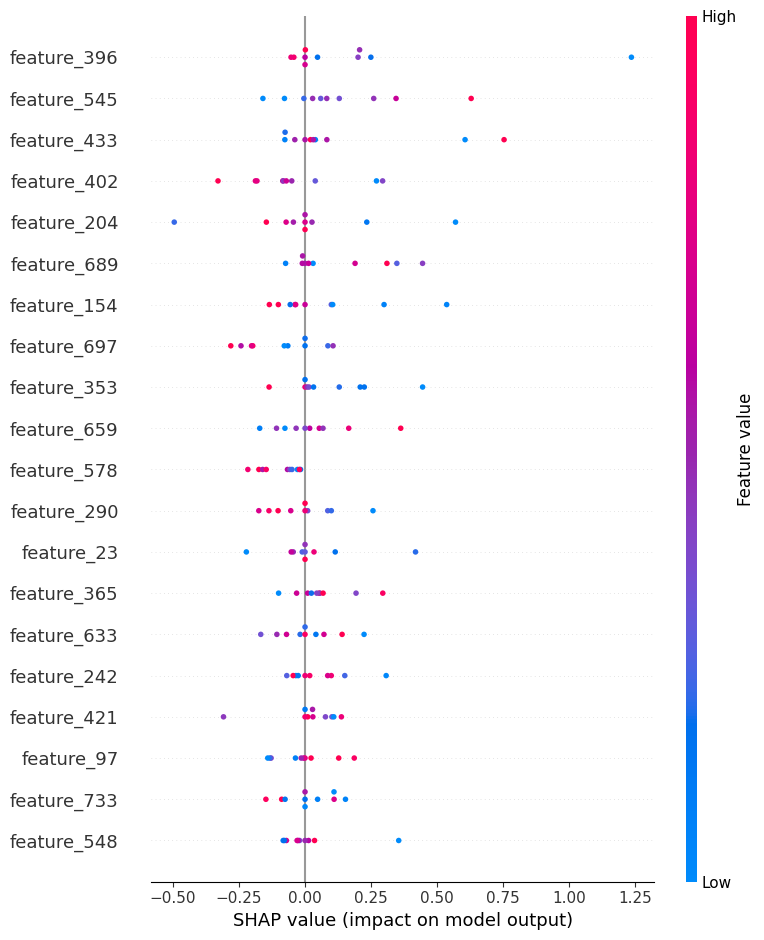 High
feature_396
feature_545
feature_433
feature_402
feature_204
feature_689
feature_154
feature_697
feature_353
feature_659
feature_578
feature_290
feature_23
feature_365
feature_633
feature_242
feature_421
feature_97
feature_733
feature_548
Feature value
Low
−0.50 −0.25 0.00 0.25 0.50 0.75 1.00 1.25
SHAP value (impact on model output)